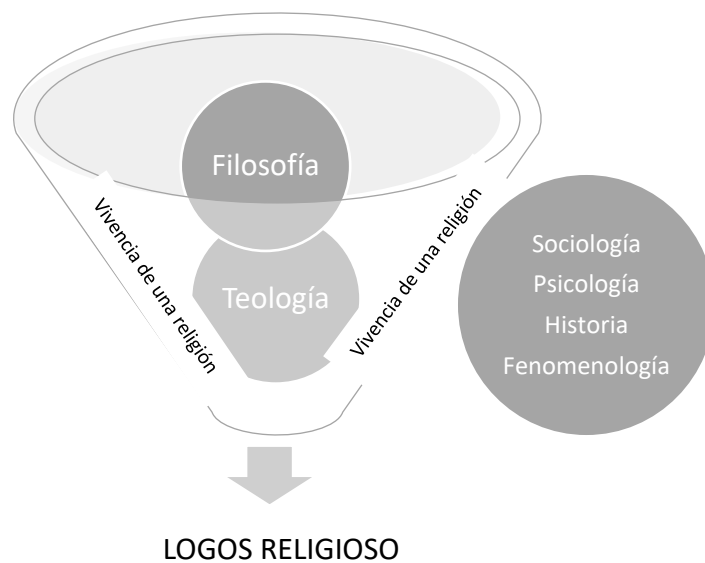 Filosofía
Teología
Vivencia de una religión
Vivencia de una religión
Sociología
Psicología
Historia
Fenomenología
LOGOS RELIGIOSO